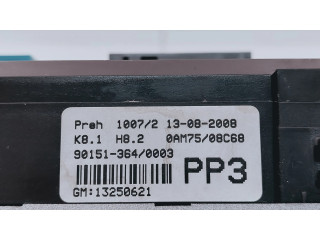 Preh 1007/2 13-08-2008
K8.1 H8.2 0AM75/08C68
90151-364/0003
PP3
GM:13250621